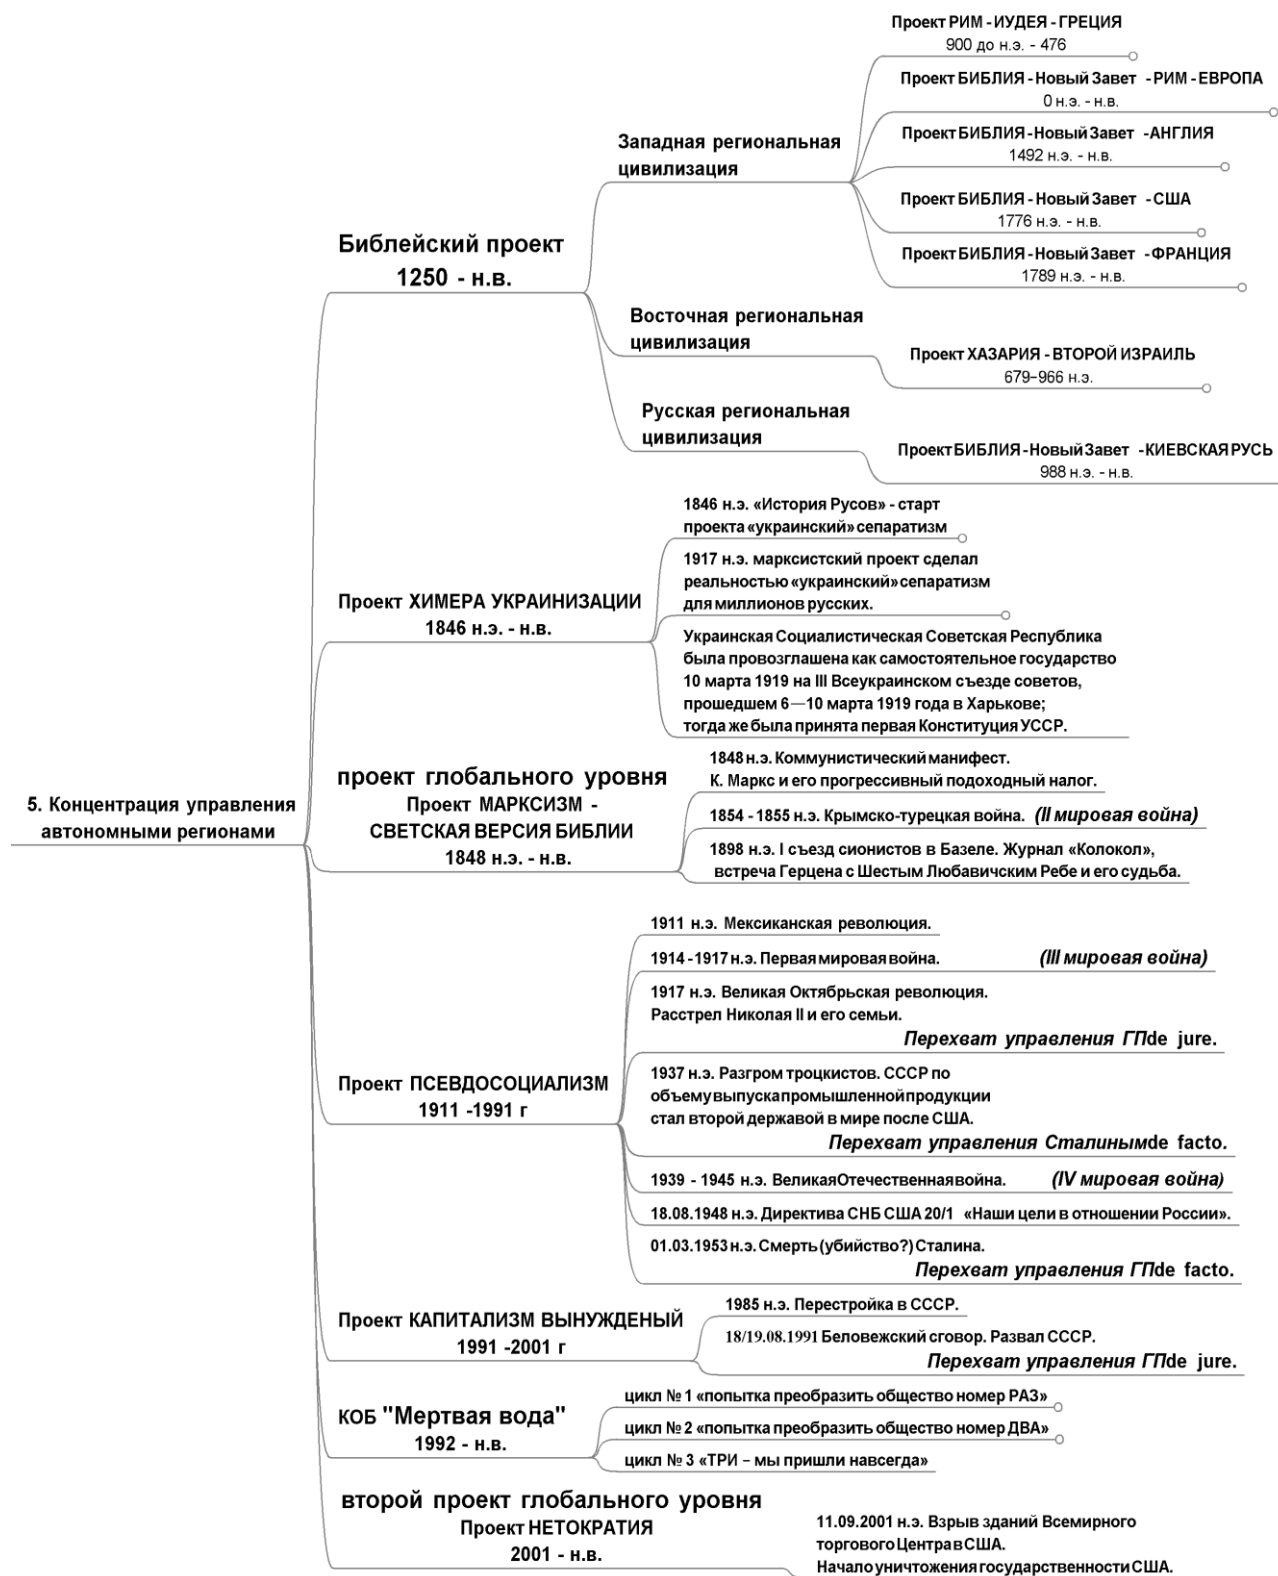 Проект РИМ - ИУДЕЯ - ГРЕЦИЯ
900 до н.э. - 476
Проект БИБЛИЯ - Новый Завет - РИМ - ЕВРОПА
0 н.э. - н.в.
Западная региональная
цивилизация
Проект БИБЛИЯ - Новый Завет - АНГЛИЯ
1492 н.э. - н.в.
Проект БИБЛИЯ - Новый Завет - США
1776 н.э. - н.в.
Проект БИБЛИЯ - Новый Завет - ФРАНЦИЯ
1789 н.э. - н.в.
Библейский проект
1250 - н.в.
Восточная региональная
цивилизация
Проект ХАЗАРИЯ - ВТОРОЙ ИЗРАИЛЬ
679-966 н.э.
Русская региональная
цивилизация
Проект БИБЛИЯ - Новый Завет - КИЕВСКАЯ РУСЬ
988 н.э. - н.в.
Проект ХИМЕРА УКРАИНИЗАЦИИ
1846 н.э. - н.в.
1846 н.э. «История Русов» - старт
проекта «украинский» сепаратизм
1917 н.э. марксистский проект сделал
реальностью «украинский» сепаратизм
для миллионов русских.
Украинская Социалистическая Советская Республика
была провозглашена как самостоятельное государство
10 марта 1919 на III Всеукраинском съезде советов,
прошедшем 6—10 марта 1919 года в Харькове;
тогда же была принята первая Конституция УССР.
5. Концентрация управления
автономными регионами
проект глобального уровня
Проект МАРКСИЗМ -
СВЕТСКАЯ ВЕРСИЯ БИБЛИИ
1848 н.э. - н.в.
1848 н.э. Коммунистический манифест.
К. Маркс и его прогрессивный подоходный налог.
1854 - 1855 н.э. Крымско-турецкая война. (II мировая война)
1898 н.э. I съезд сионистов в Базеле. Журнал «Колокол»,
встреча Герцена с Шестым Любавичским Ребе и его судьба.
Проект ПСЕВДОСОЦИАЛИЗМ
1911 -1991 г
1911 н.э. Мексиканская революция.
1914 - 1917 н.э. Первая мировая война. (III мировая война)
1917 н.э. Великая Октябрьская революция.
Расстрел Николая II и его семьи.
Перехват управления ГП de jure.
1937 н.э. Разгром троцкистов. СССР по
объему выпуска промышленной продукции
стал второй державой в мире после США.
Перехват управления Сталиным de facto.
1939 - 1945 н.э. Великая Отечественная война. (IV мировая война)
18.08.1948 н.э. Директива СНБ США 20/1 «Наши цели в отношении России».
01.03.1953 н.э. Смерть (убийство?) Сталина.
Перехват управления ГП de facto.
Проект КАПИТАЛИЗМ ВЫНУЖДЕНЫЙ
1991 -2001 г
1985 н.э. Перестройка в СССР.
18/19.08.1991 Беловежский сговор. Развал СССР.
Перехват управления ГП de jure.
КОБ "Мертвая вода"
1992 - н.в.
цикл № 1 «попытка преобразить общество номер РАЗ»
цикл № 2 «попытка преобразить общество номер ДВА»
цикл № 3 «ТРИ – мы пришли навсегда»
второй проект глобального уровня
Проект НЕТОКРАТИЯ
2001 - н.в.
11.09.2001 н.э. Взрыв зданий Всемирного
торгового Центра в США.
Начало уничтожения государственности США.